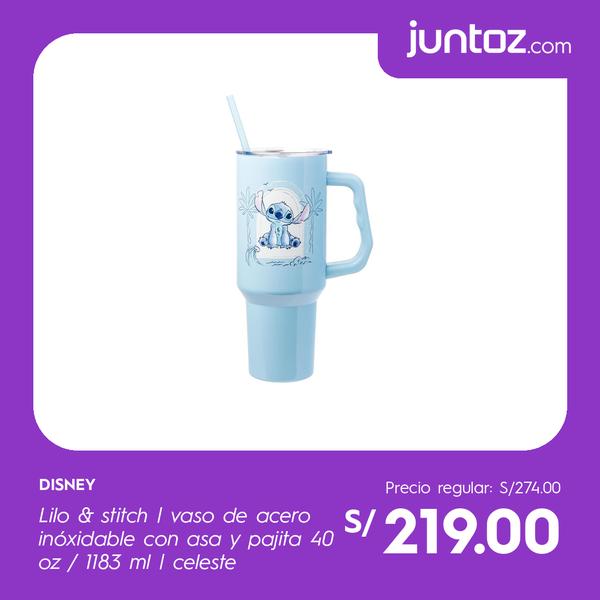 juntoz.com
DISNEY
Lilo & stitch | vaso de acero
inóxidable con asa y pajita 40
oz / 1183 ml | celeste
Precio regular: S/274.00
S/219.00